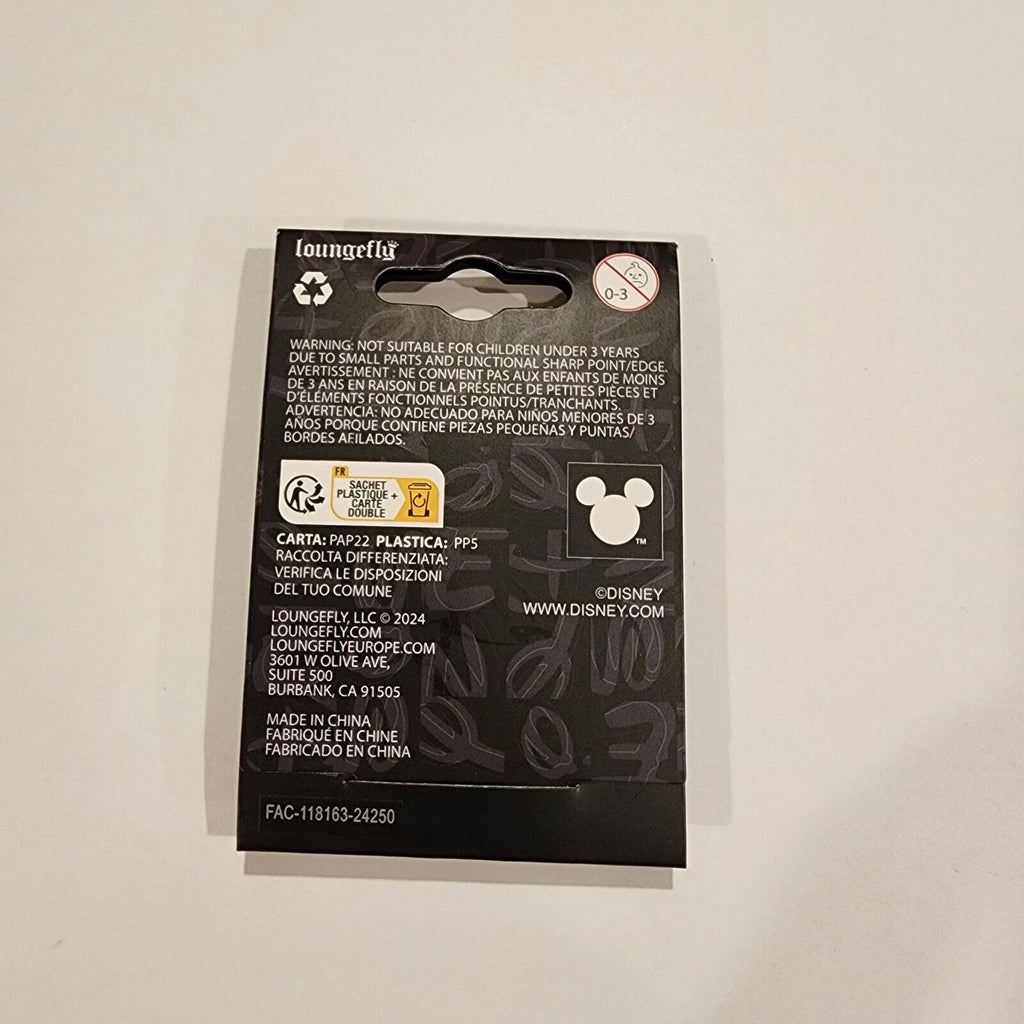 loungefly
0-3
WARNING: NOT SUITABLE FOR CHILDREN UNDER 3 YEARS
DUE TO SMALL PARTS AND FUNCTIONAL SHARP POINT/EDGE.
AVERTISSEMENT : NE CONVIENT PAS AUX ENFANTS DE MOINS
DE 3 ANS EN RAISON DE LA PRÉSENCE DE PETITES PIÈCES ET
D'ÉLÉMENTS FONCTIONNELS POINTUS/TRANCHANTS.
ADVERTENCIA: NO ADECUADO PARA NIÑOS MENORES DE 3
AÑOS PORQUE CONTIENE PIEZAS PEQUEÑAS Y PUNTAS/
BORDES AFILADOS.
FR
SACHET
PLASTIQUE +
CARTE
DOUBLE
TM
CARTA: PAP22 PLASTICA: PP5
RACCOLTA DIFFERENZIATA:
VERIFICA LE DISPOSIZIONI
DEL TUO COMUNE
©DISNEY
WWW.DISNEY.COM
LOUNGEFLY, LLC © 2024
LOUNGEFLY.COM
LOUNGEFLYEUROPE.COM
3601 W OLIVE AVE,
SUITE 500
BURBANK, CA 91505
MADE IN CHINA
FABRIQUÉ EN CHINE
FABRICADO EN CHINA
FAC-118163-24250